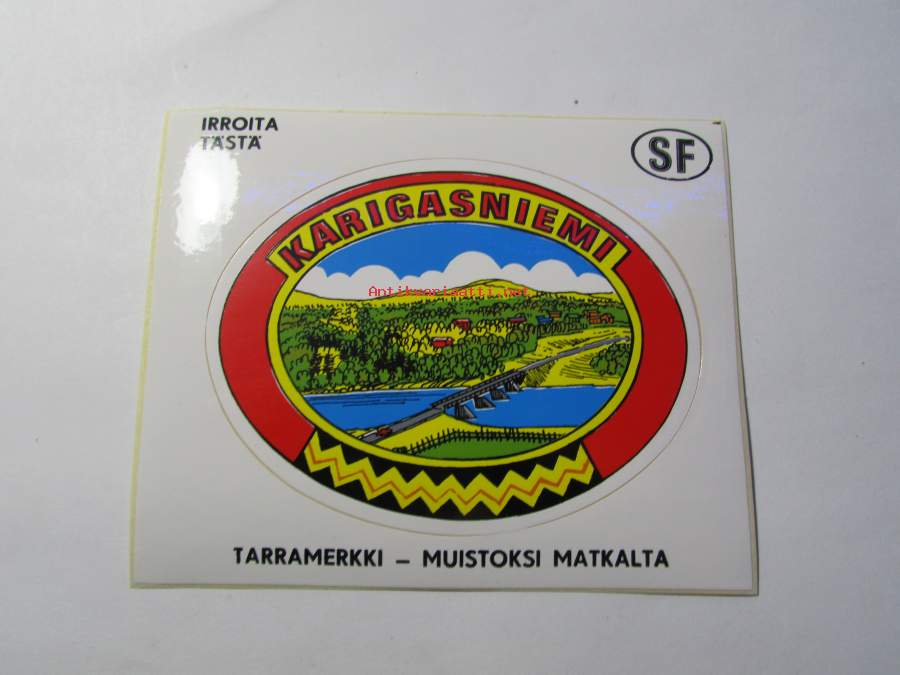 IRROITA
TÄSTÄ
SF
KARIGASNIEMI
Antikvariaatti.net
TARRAMERKKI – MUISTOKSI MATKALTA